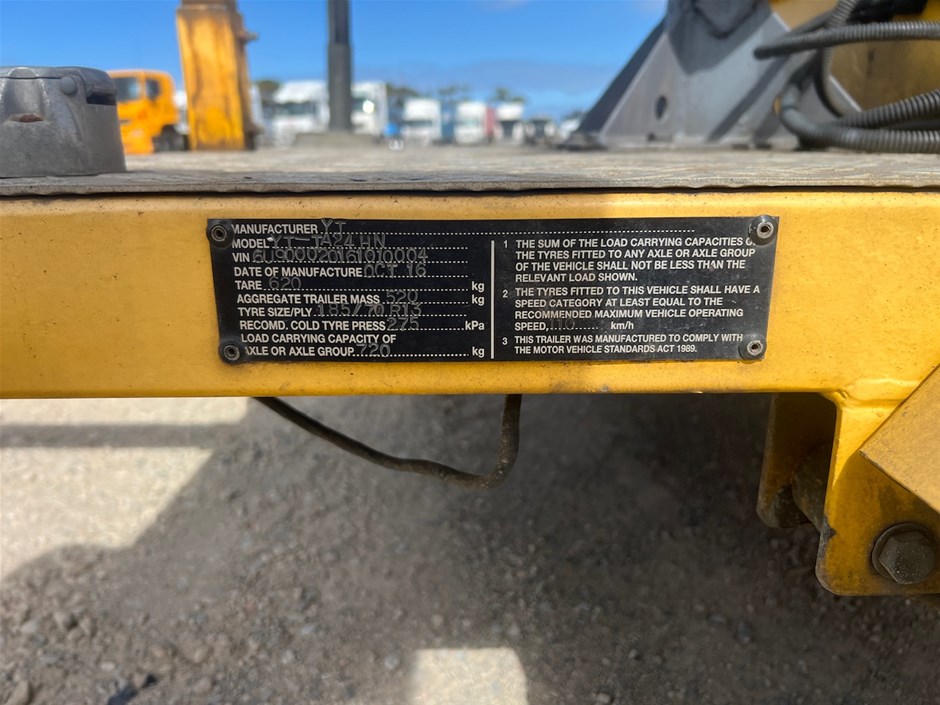 MANUFACTURER YT
MODEL YT-TA24HN
VIN 6U900020161010004
DATE OF MANUFACTURE OCT 16
TARE 620 kg
AGGREGATE TRAILER MASS 520 kg
TYRE SIZE/PLY 185/70 R13
RECOMD. COLD TYRE PRESS 275 kPa
LOAD CARRYING CAPACITY OF
AXLE OR AXLE GROUP 720 kg
1 THE SUM OF THE LOAD CARRYING CAPACITIES OF
THE TYRES FITTED TO ANY AXLE OR AXLE GROUP
OF THE VEHICLE SHALL NOT BE LESS THAN THE
RELEVANT LOAD SHOWN.
2 THE TYRES FITTED TO THIS VEHICLE SHALL HAVE A
SPEED CATEGORY AT LEAST EQUAL TO THE
RECOMMENDED MAXIMUM VEHICLE OPERATING
SPEED, 110 km/h
3 THIS TRAILER WAS MANUFACTURED TO COMPLY WITH
THE MOTOR VEHICLE STANDARDS ACT 1989.